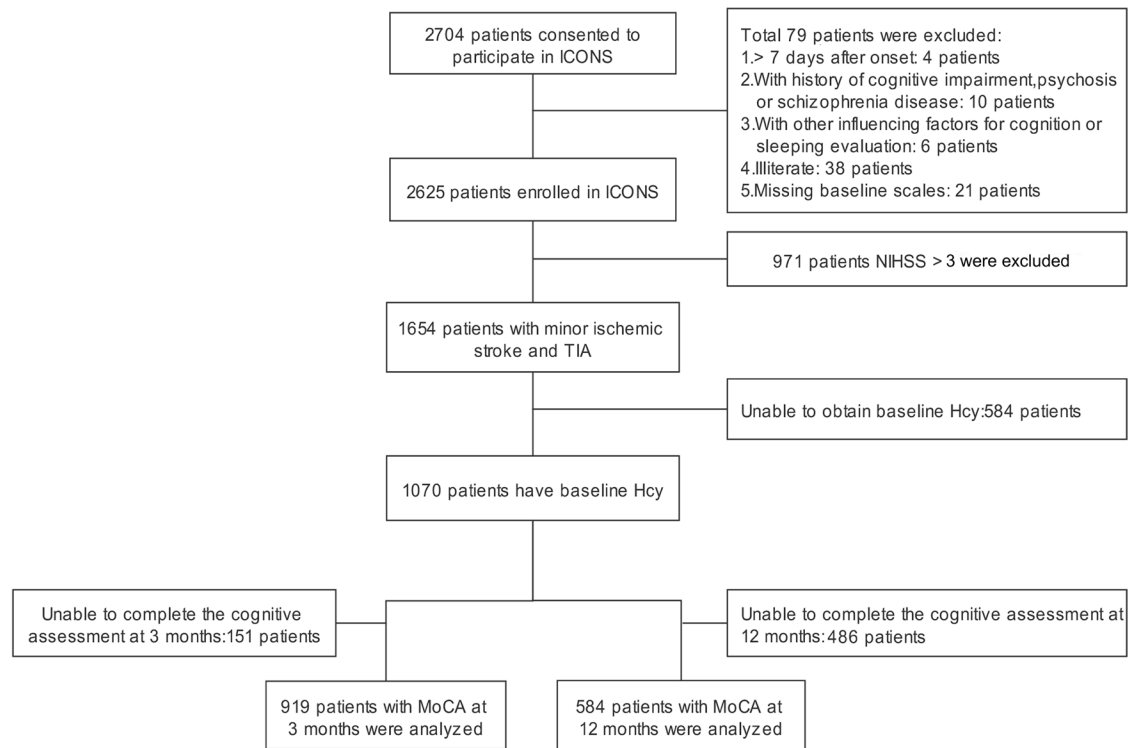 2704 patients consented to
participate in ICONS
Total 79 patients were excluded:
1.> 7 days after onset: 4 patients
2.With history of cognitive impairment,psychosis
or schizophrenia disease: 10 patients
3.With other influencing factors for cognition or
sleeping evaluation: 6 patients
4.Illiterate: 38 patients
5.Missing baseline scales: 21 patients
2625 patients enrolled in ICONS
971 patients NIHSS > 3 were excluded
1654 patients with minor ischemic
stroke and TIA
Unable to obtain baseline Hcy:584 patients
1070 patients have baseline Hcy
Unable to complete the cognitive
assessment at 3 months:151 patients
Unable to complete the cognitive assessment at
12 months:486 patients
919 patients with MoCA at
3 months were analyzed
584 patients with MoCA at
12 months were analyzed